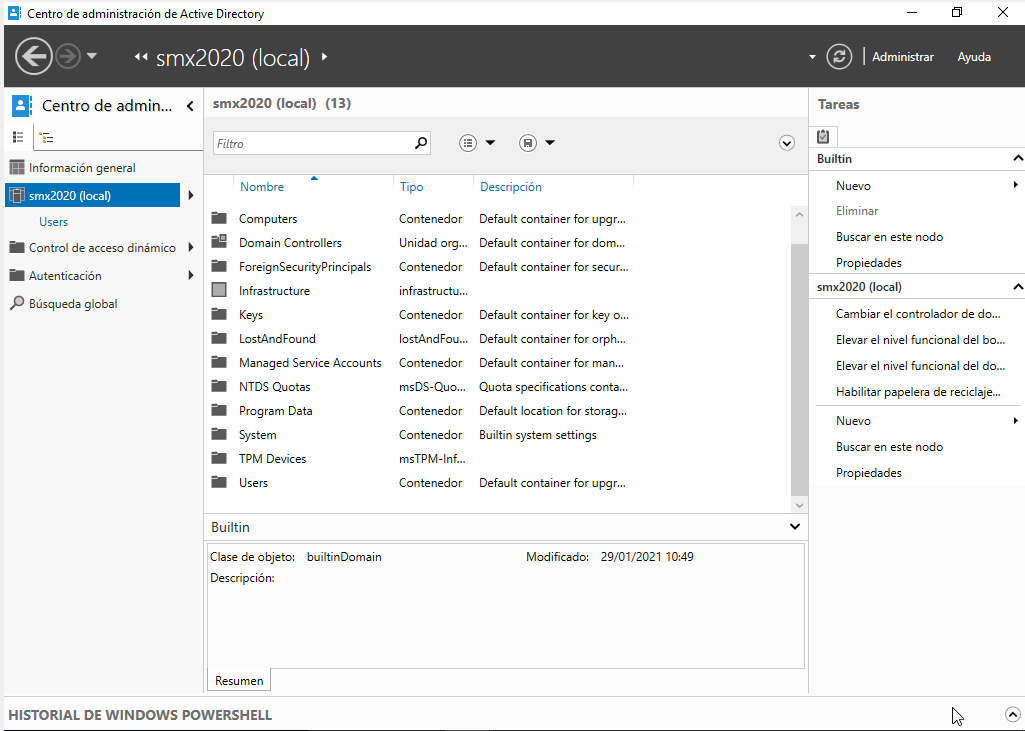 Centro de administración de Active Directory
smx2020 (local)
Administrar
Ayuda
Centro de admin...
Información general
smx2020 (local)
Users
Control de acceso dinámico
Autenticación
Búsqueda global
smx2020 (local) (13)
Filtro
Nombre Tipo Descripción
Computers Contenedor Default container for upgr...
Domain Controllers Unidad org... Default container for dom...
ForeignSecurityPrincipals Contenedor Default container for secur...
Infrastructure infrastructu...
Keys Contenedor Default container for key o...
LostAndFound lostAndFou... Default container for orph...
Managed Service Accounts Contenedor Default container for man...
NTDS Quotas msDS-Quo... Quota specifications conta...
Program Data Contenedor Default location for storag...
System Contenedor Builtin system settings
TPM Devices msTPM-Inf...
Users Contenedor Default container for upgr...
Builtin
Clase de objeto: builtinDomain Modificado: 29/01/2021 10:49
Descripción:
Resumen
Tareas
Builtin
Nuevo
Eliminar
Buscar en este nodo
Propiedades
smx2020 (local)
Cambiar el controlador de do...
Elevar el nivel funcional del bo...
Elevar el nivel funcional del do...
Habilitar papelera de reciclaje...
Nuevo
Buscar en este nodo
Propiedades
HISTORIAL DE WINDOWS POWERSHELL